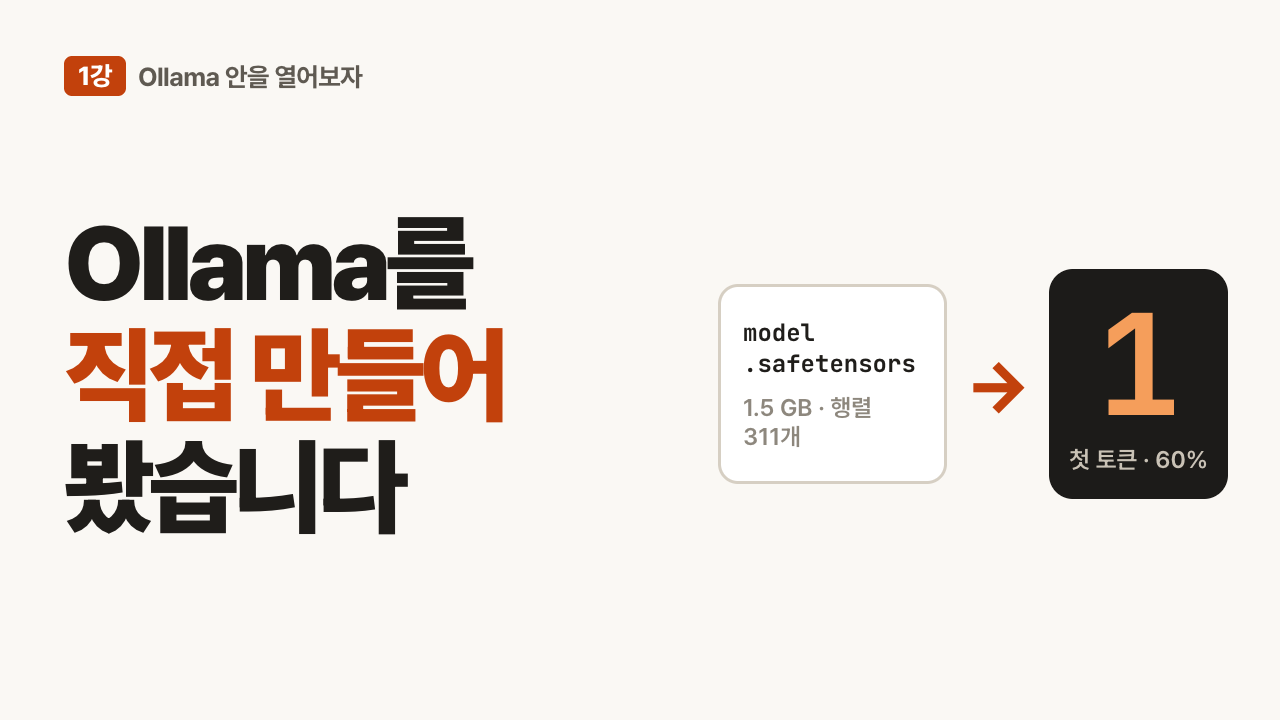 1강 Ollama 안을 열어보자
Ollama를
직접 만들어
봤습니다
model
.safetensors
1.5 GB · 행렬
311개
→
1
첫 토큰 · 60%